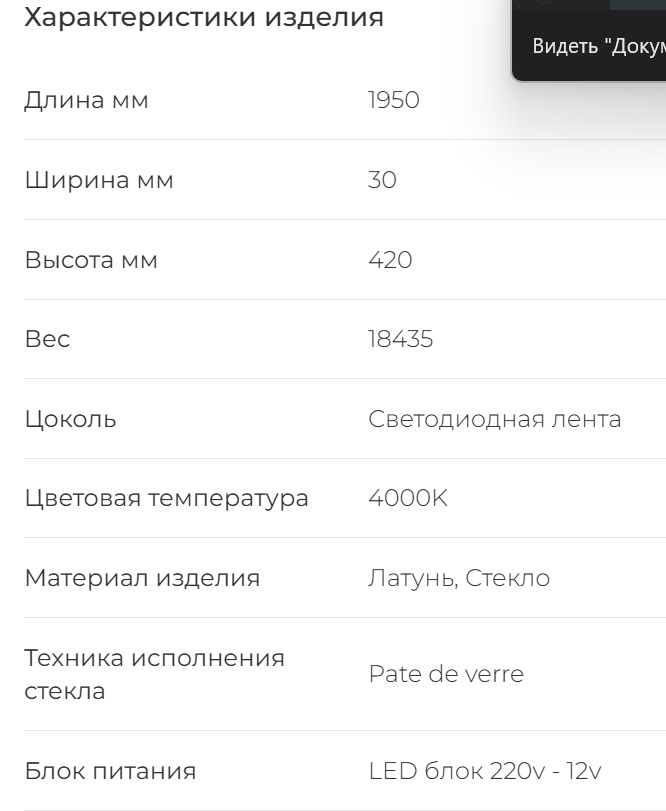 Характеристики изделия
Видеть "Докум
Длина мм 1950
Ширина мм 30
Высота мм 420
Вес 18435
Цоколь Светодиодная лента
Цветовая температура 4000K
Материал изделия Латунь, Стекло
Техника исполнения
стекла
Pate de verre
Блок питания LED блок 220v - 12v